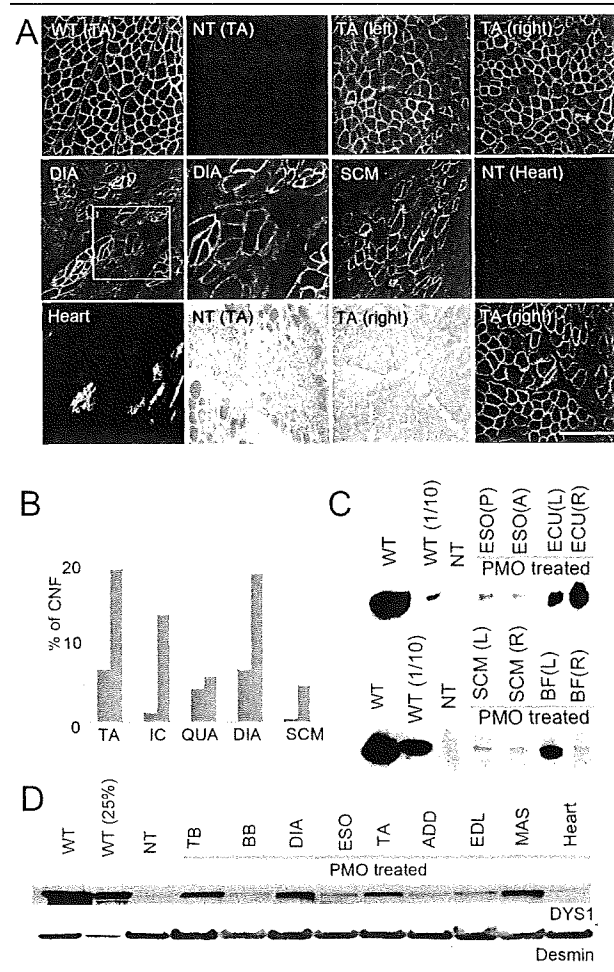 A
WT (TA) NT (TA) TA (left) TA (right)
DIA DIA SCM NT (Heart)
Heart NT (TA) TA (right) TA (right)
B
% of CNF
20
10
0
TA IC QUA DIA SCM
C
WT WT (1/10) NT ESO(P) ESO(A) ECU(L) ECU(R)
PMO treated
WT WT (1/10) NT SCM (L) SCM (R) BF(L) BF(R)
PMO treated
D
WT WT (25%) NT TB BB DIA ESO TA ADD EDL MAS Heart
PMO treated
DYS1
Desmin